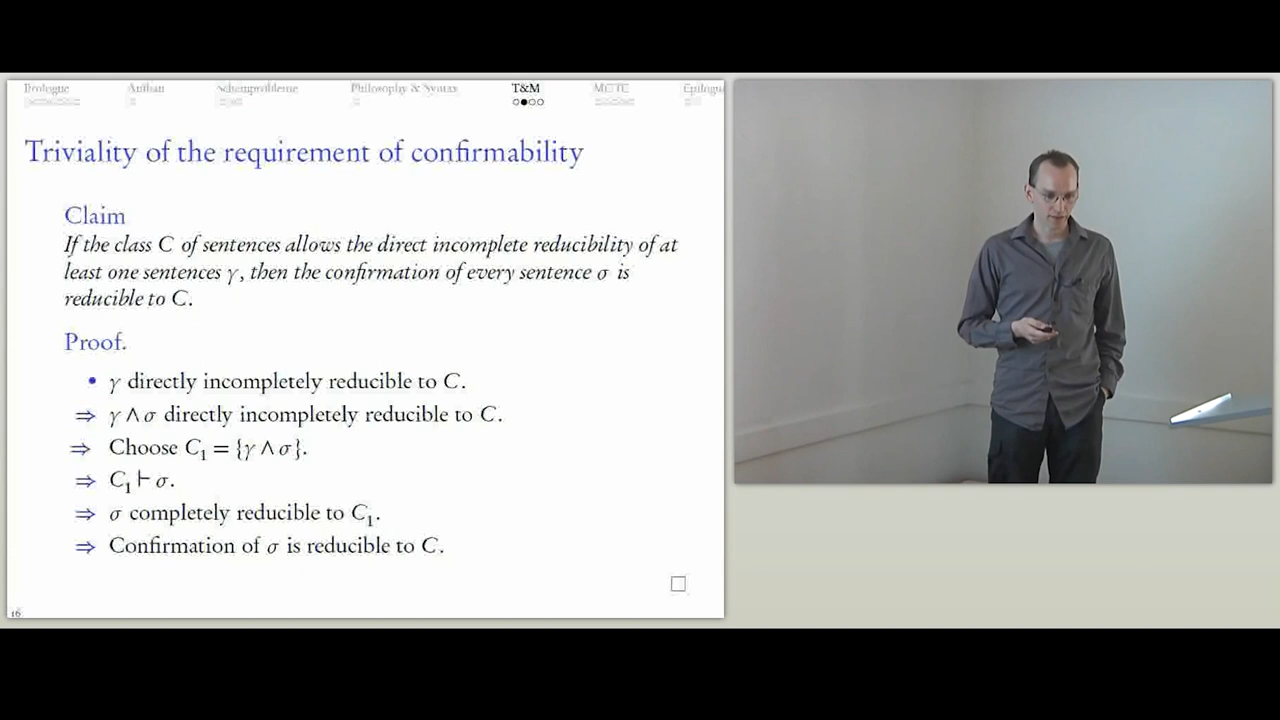 Prologue Aufbau Scheinprobleme Philosophy & Syntax T&M Epilogue
Triviality of the requirement of confirmability
Claim
If the class C of sentences allows the direct incomplete reducibility of at
least one sentences γ, then the confirmation of every sentence σ is
reducible to C.
Proof.
• γ directly incompletely reducible to C.
⇒ γ ∧ σ directly incompletely reducible to C.
⇒ Choose C₁ = {γ ∧ σ}.
⇒ C₁ ⊢ σ.
⇒ σ completely reducible to C₁.
⇒ Confirmation of σ is reducible to C.
16